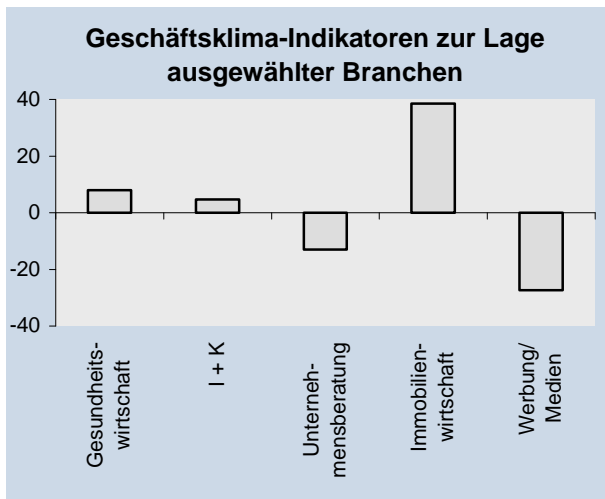 Geschäftsklima-Indikatoren zur Lage
ausgewählter Branchen
40
20
0
-20
-40
Gesundheits-
wirtschaft
I + K
Unterneh-
mensberatung
Immobilien-
wirtschaft
Werbung/
Medien